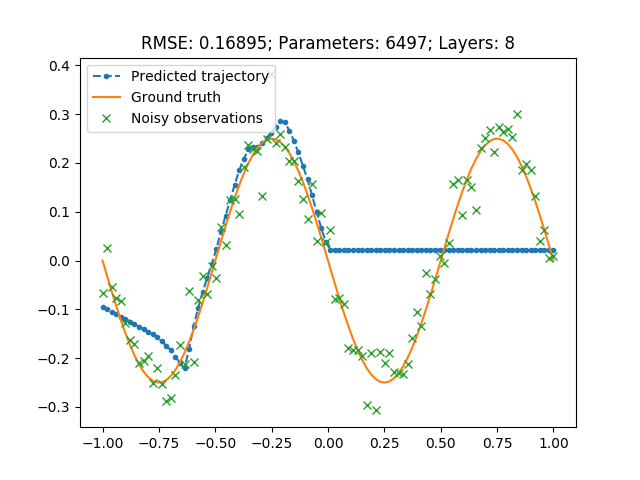 RMSE: 0.16895; Parameters: 6497; Layers: 8
Predicted trajectory
Ground truth
Noisy observations
0.4
0.3
0.2
0.1
0.0
−0.1
−0.2
−0.3
−1.00 −0.75 −0.50 −0.25 0.00 0.25 0.50 0.75 1.00